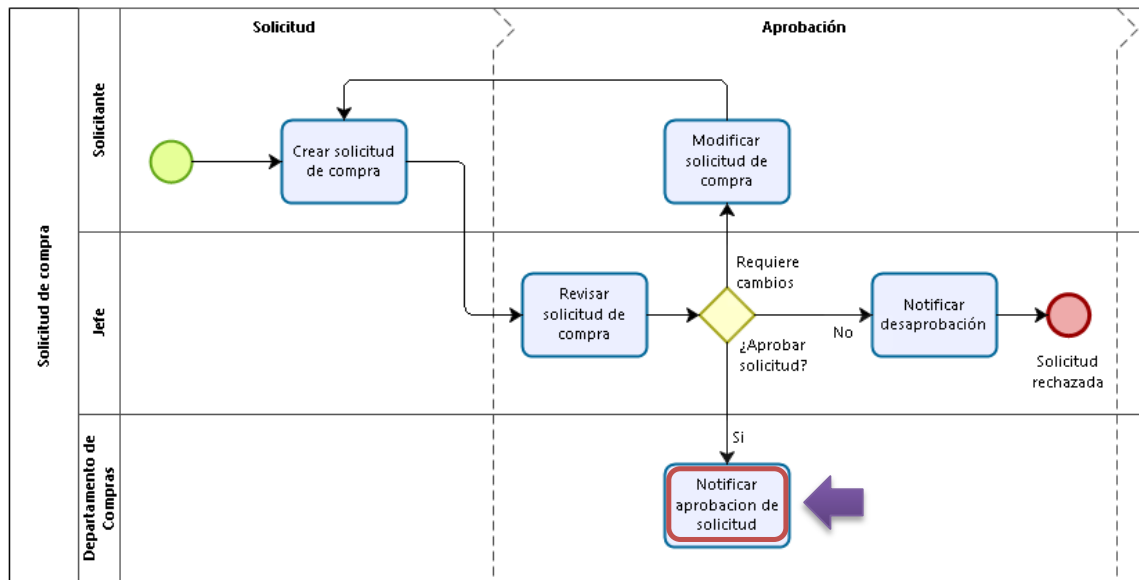 Solicitud
Aprobación
Solicitud de compra
Solicitante
Crear solicitud
de compra
Modificar
solicitud de
compra
Jefe
Revisar
solicitud de
compra
Requiere
cambios
¿Aprobar
solicitud?
No
Notificar
desaprobación
Solicitud
rechazada
Departamento de
Compras
Si
Notificar
aprobacion de
solicitud